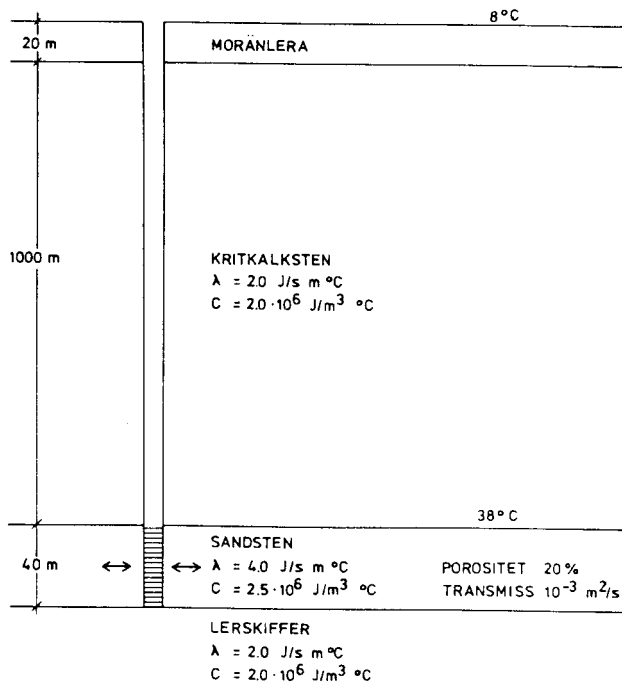 8°C
20 m
MORÄNLERA
1000 m
KRITKALKSTEN
λ = 2.0 J/s m °C
C = 2.0·10⁶ J/m³ °C
38°C
40 m
SANDSTEN
λ = 4.0 J/s m °C
C = 2.5·10⁶ J/m³ °C
POROSITET 20%
TRANSMISS 10⁻³ m²/s
LERSKIFFER
λ = 2.0 J/s m °C
C = 2.0·10⁶ J/m³ °C